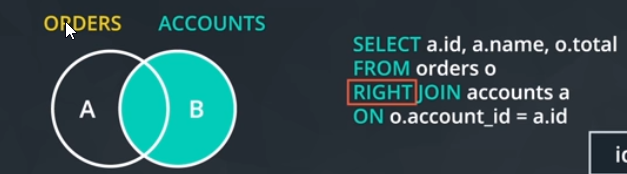 ORDERS ACCOUNTS
A B
SELECT a.id, a.name, o.total
FROM orders o
RIGHT JOIN accounts a
ON o.account_id = a.id